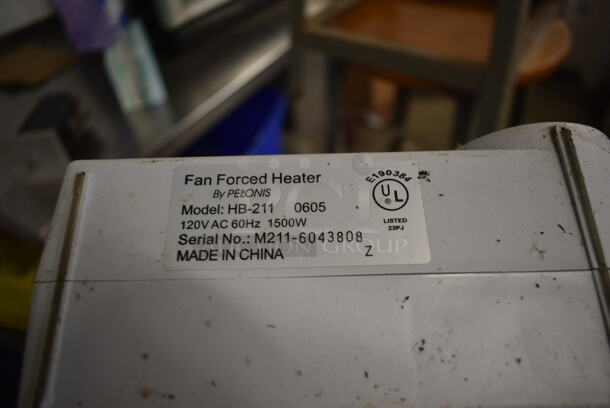 Fan Forced Heater
By PELONIS
Model: HB-211 0605
120V AC 60Hz 1500W
Serial No.: M211-6043808
MADE IN CHINA Z
E190384
UL
®
LISTED
23PJ
GROUP